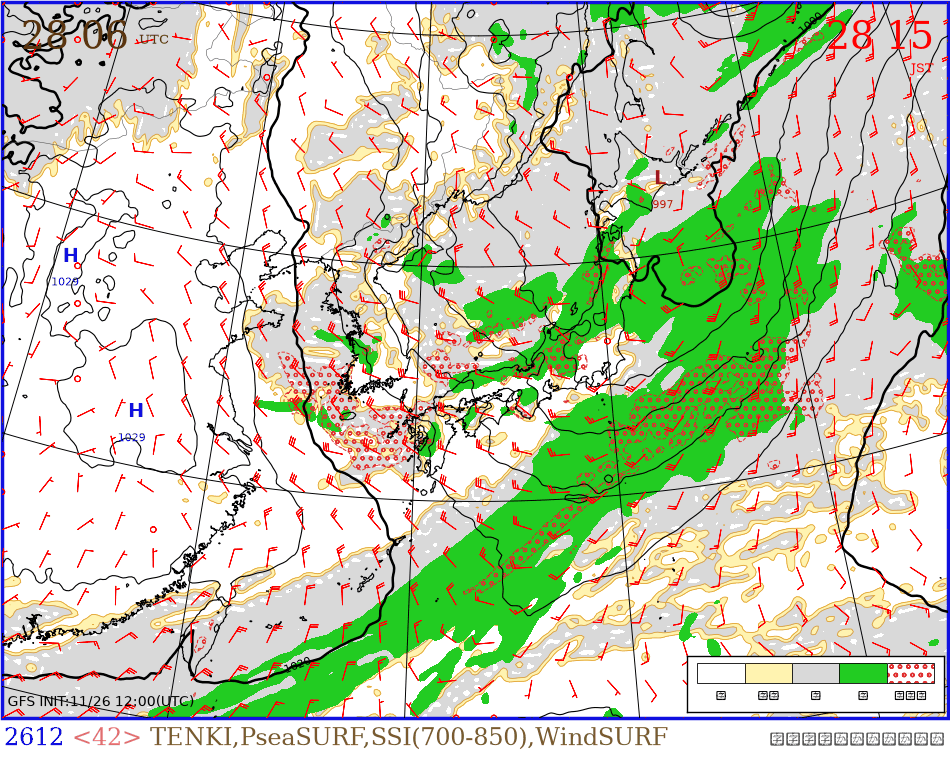 28 06 UTC
28 15
JST
1000
L
997
H
1029
H
1029
1020
GFS INIT:11/26 12:00(UTC)
2612 <42> TENKI,PseaSURF,SSI(700-850),WindSURF